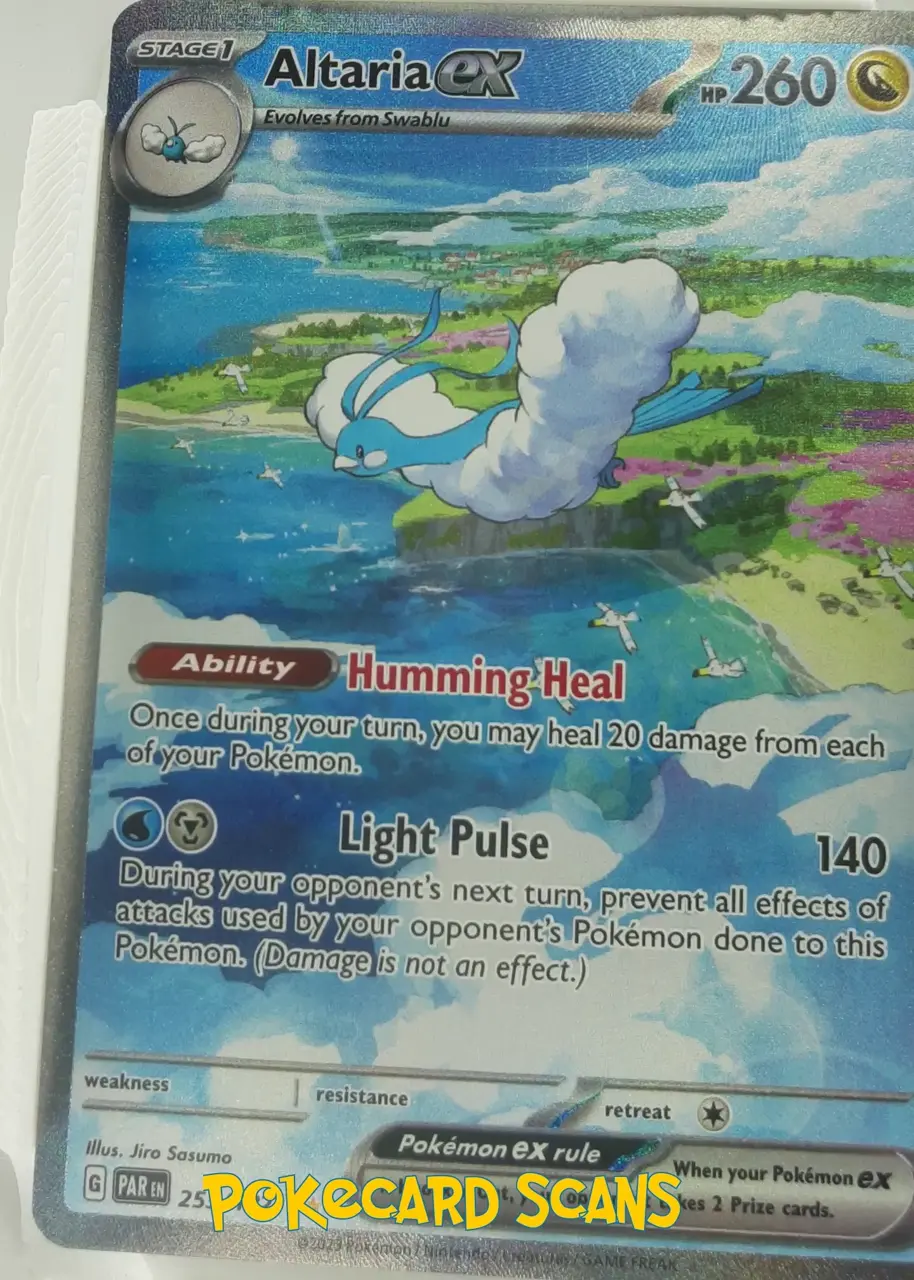 STAGE1
Altaria ex
HP 260
Evolves from Swablu
Ability Humming Heal
Once during your turn, you may heal 20 damage from each
of your Pokémon.
Light Pulse 140
During your opponent's next turn, prevent all effects of
attacks used by your opponent's Pokémon done to this
Pokémon. (Damage is not an effect.)
weakness
resistance
retreat
Illus. Jiro Sasumo
Pokémon ex rule
When your Pokémon ex
takes 2 Prize cards.
G PAR EN
POKECARD SCANS
©2023 Pokémon / Nintendo / Creatures / GAME FREAK